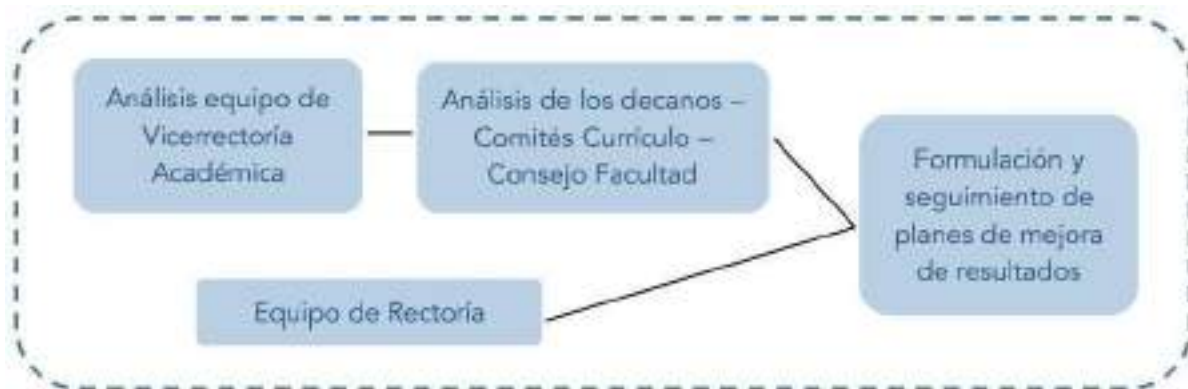 Análisis equipo de
Vicerrectoría
Académica
Análisis de los decanos –
Comités Currículo –
Consejo Facultad
Formulación y
seguimiento de
planes de mejora
de resultados
Equipo de Rectoría